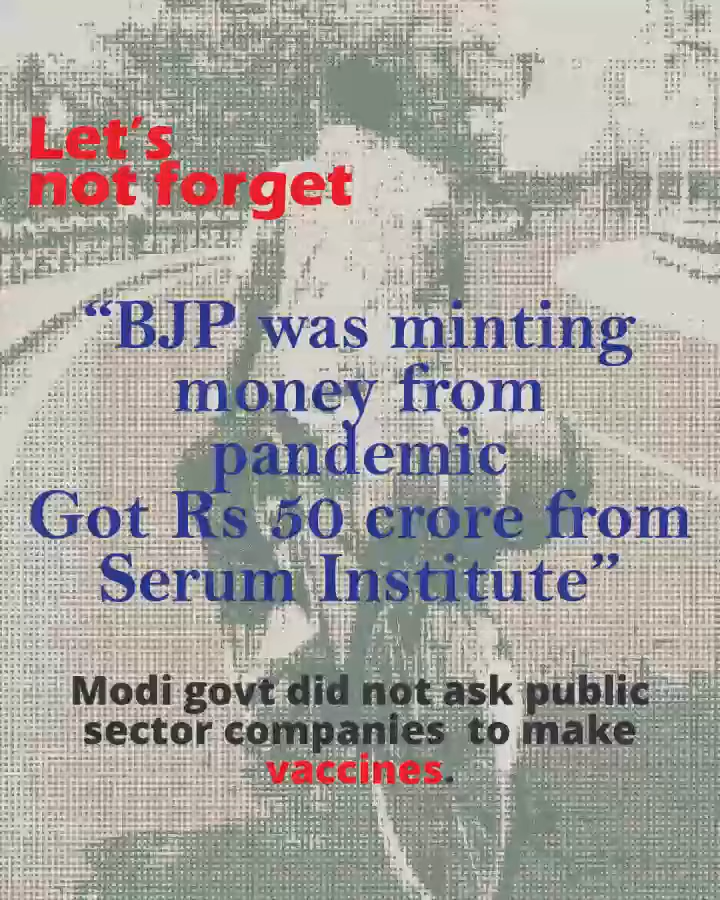 Let's
not forget
“BJP was minting
money from
pandemic
Got Rs 50 crore from
Serum Institute”
Modi govt did not ask public
sector companies to make
vaccines.